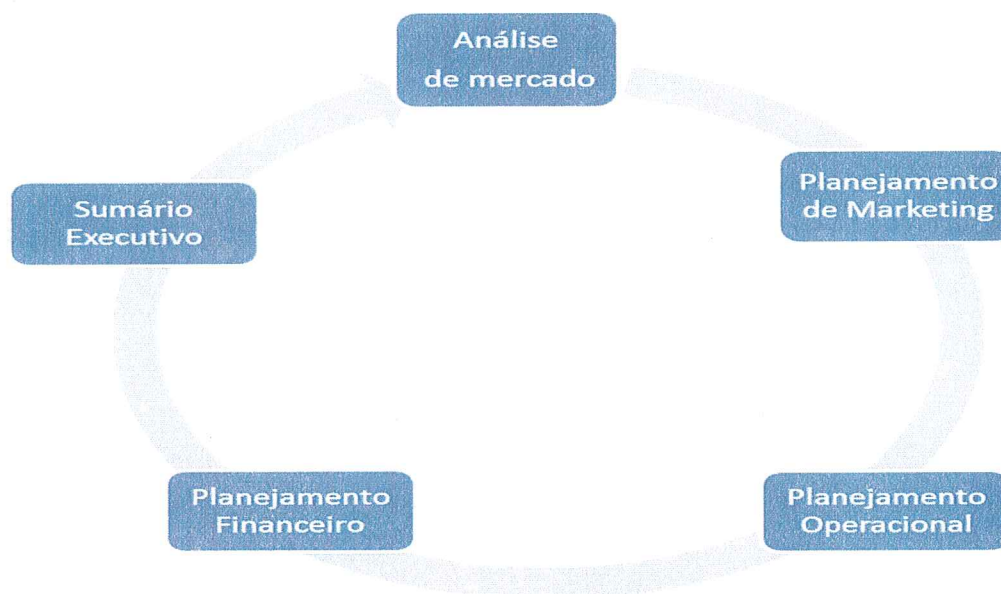 Análise
de mercado
Planejamento
de Marketing
Planejamento
Operacional
Planejamento
Financeiro
Sumário
Executivo